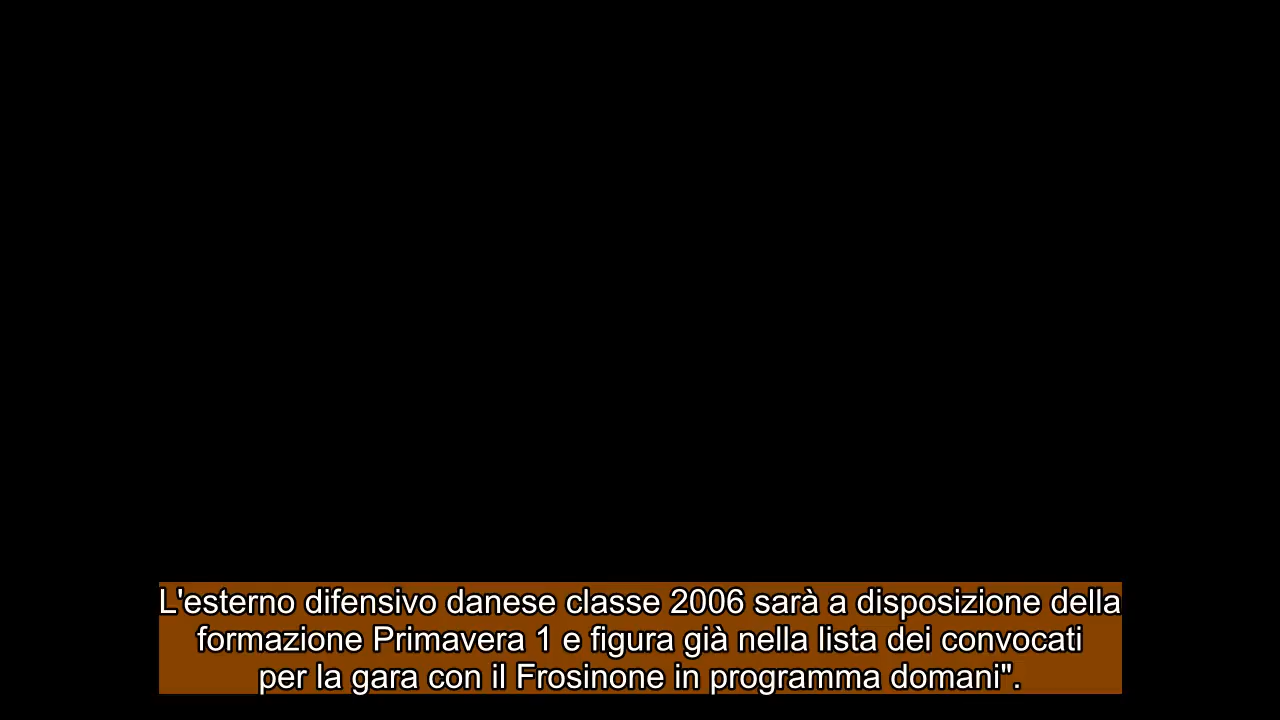 L'esterno difensivo danese classe 2006 sarà a disposizione della
formazione Primavera 1 e figura già nella lista dei convocati
per la gara con il Frosinone in programma domani".